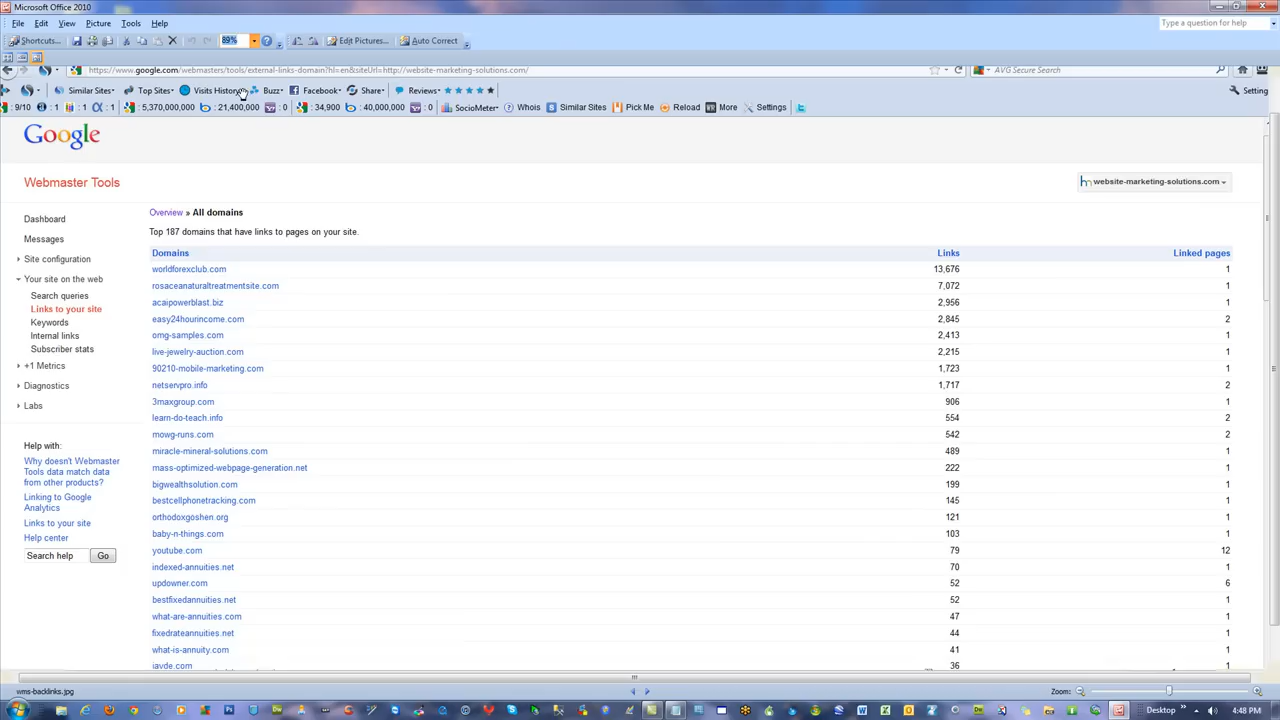 Microsoft Office 2010
File Edit View Picture Tools Help
Type a question for help
Shortcuts... 89% Edit Pictures... Auto Correct
https://www.google.com/webmasters/tools/external-links-domain?hl=en&siteUrl=http://website-marketing-solutions.com/
AVG Secure Search
Similar Sites Top Sites Visits History Buzz Facebook Share Reviews Setting
: 9/10 : 1 : 1 : 5,370,000,000 : 21,400,000 : 0 : 34,900 : 40,000,000 : 0 SocioMeter Whois Similar Sites Pick Me Reload More Settings
Google
Webmaster Tools
website-marketing-solutions.com
Dashboard
Messages
Site configuration
Your site on the web
Search queries
Links to your site
Keywords
Internal links
Subscriber stats
+1 Metrics
Diagnostics
Labs
Help with:
Why doesn't Webmaster
Tools data match data
from other products?
Linking to Google
Analytics
Links to your site
Help center
Search help Go
Overview » All domains
Top 187 domains that have links to pages on your site.
Domains Links Linked pages
worldforexclub.com 13,676 1
rosaceanaturaltreatmentsite.com 7,072 1
acaipowerblast.biz 2,956 1
easy24hourincome.com 2,845 2
omg-samples.com 2,413 1
live-jewelry-auction.com 2,215 1
90210-mobile-marketing.com 1,723 1
netservpro.info 1,717 2
3maxgroup.com 906 1
learn-do-teach.info 554 2
mowg-runs.com 542 2
miracle-mineral-solutions.com 489 1
mass-optimized-webpage-generation.net 222 1
bigwealthsolution.com 199 1
bestcellphonetracking.com 145 1
orthodoxgoshen.org 121 1
baby-n-things.com 103 1
youtube.com 79 12
indexed-annuities.net 70 1
updowner.com 52 6
bestfixedannuities.net 52 1
what-are-annuities.com 47 1
fixedrateannuities.net 44 1
what-is-annuity.com 41 1
36 1
wms-backlinks.jpg
Zoom:
Desktop
4:48 PM